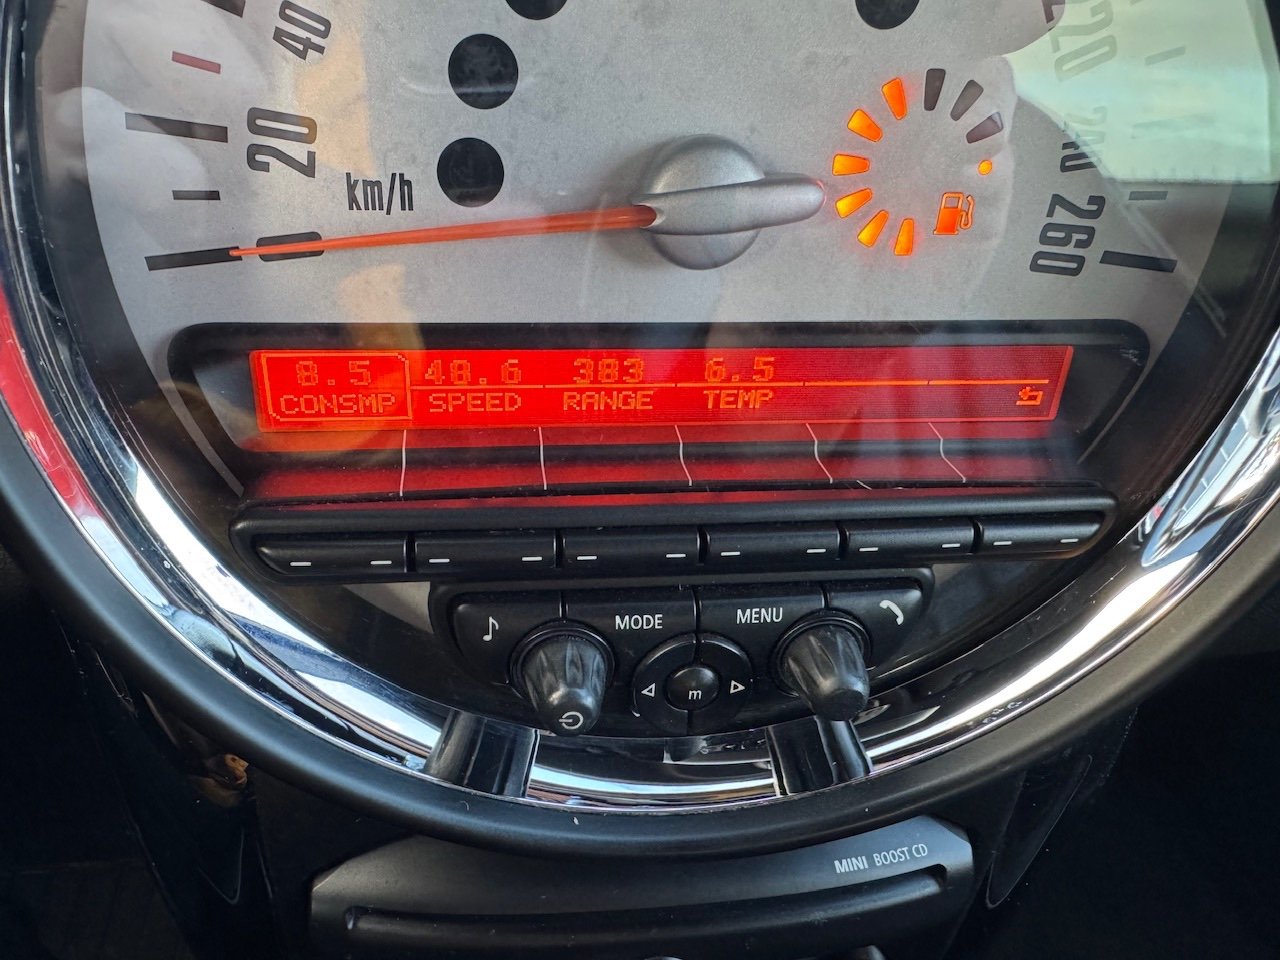 40
20
km/h
0
220
240
260
8.5 48.6 383 6.5
CONSMP SPEED RANGE TEMP
MODE MENU
m
MINI BOOST CD